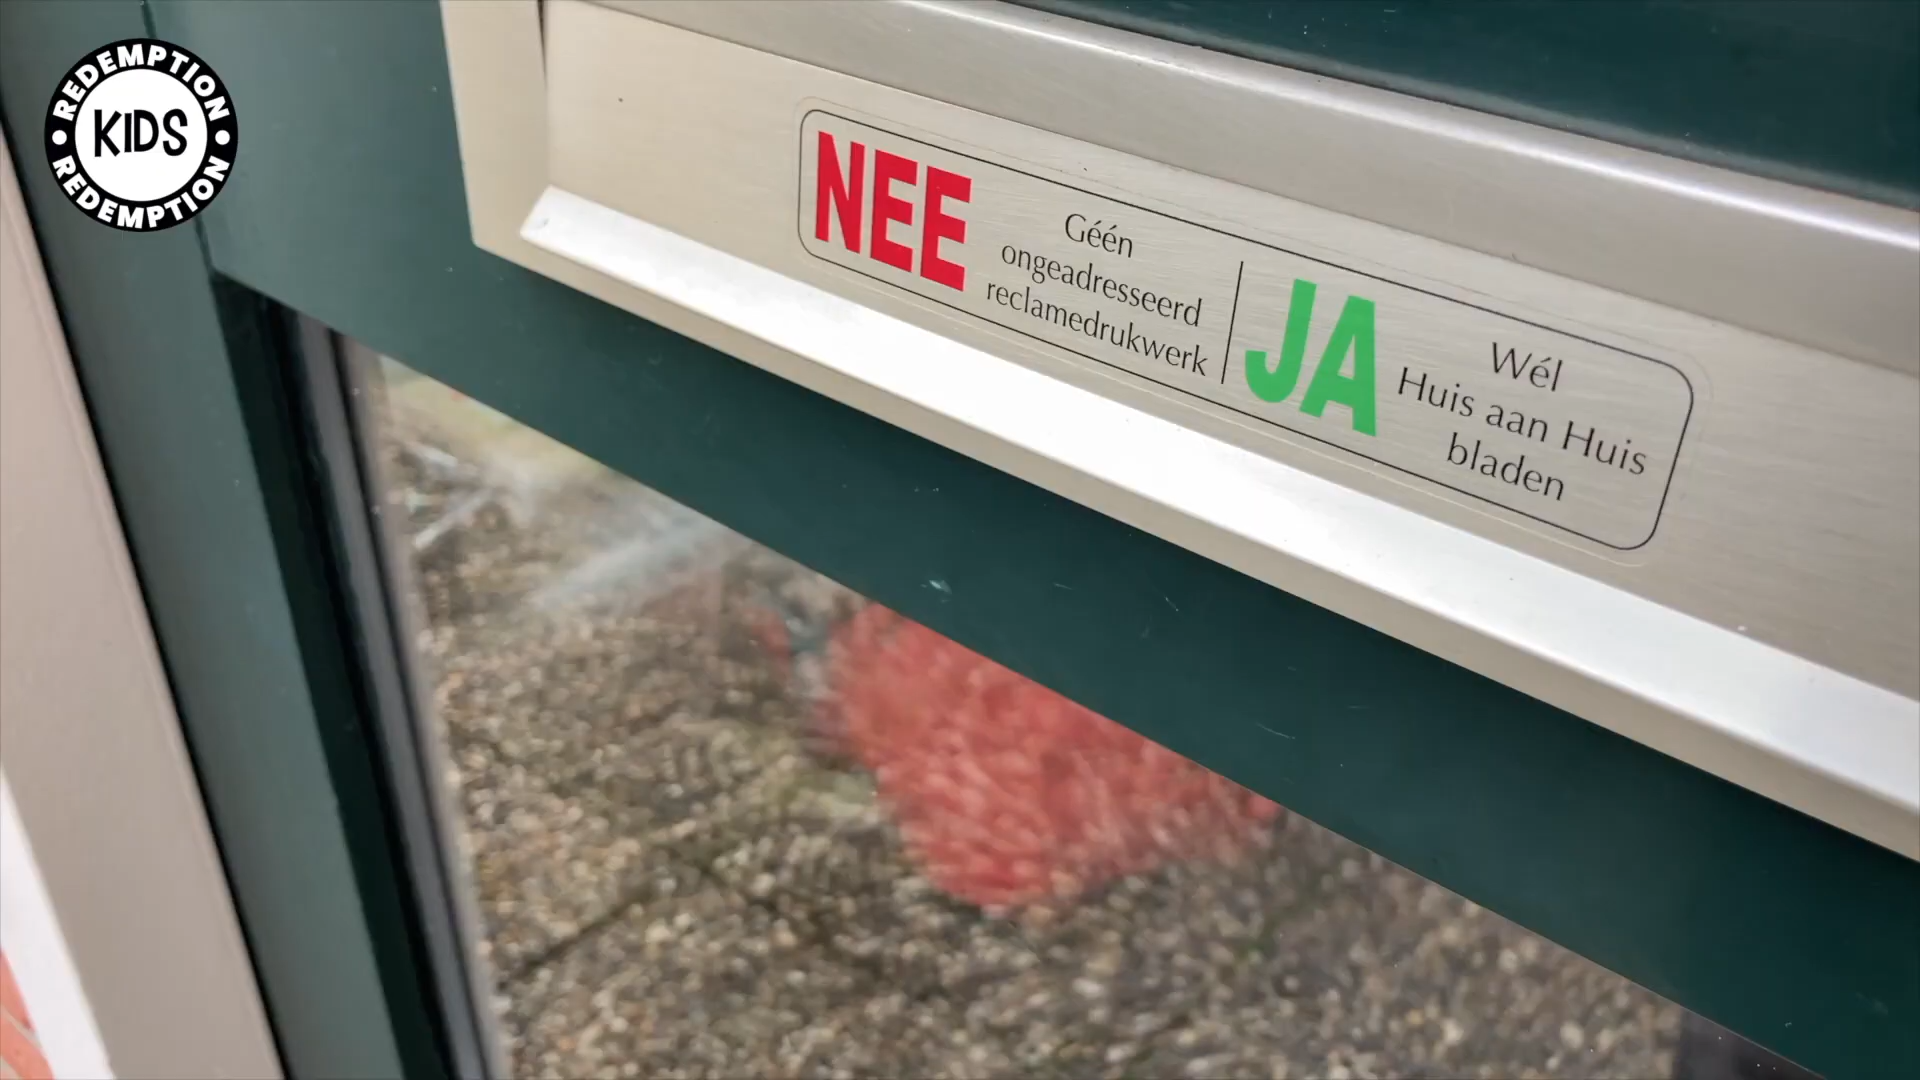 REDEMPTION
KIDS
REDEMPTION
NEE
Géén
ongeadresseerd
reclamedrukwerk
JA
Wél
Huis aan Huis
bladen